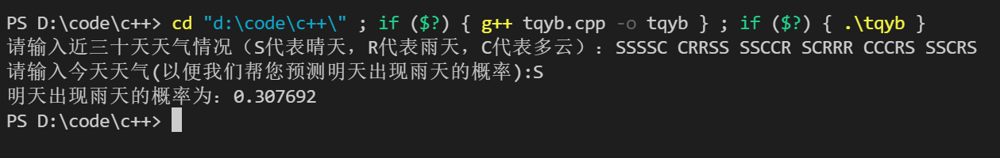 PS D:\code\c++> cd "d:\code\c++\" ; if ($?) { g++ tqyb.cpp -o tqyb } ; if ($?) { .\tqyb }
请输入近三十天天气情况（S代表晴天，R代表雨天，C代表多云）：SSSSC CRRSS SSCCR SCRRR CCCRS SSCRS
请输入今天天气(以便我们帮您预测明天出现雨天的概率):S
明天出现雨天的概率为：0.307692
PS D:\code\c++>